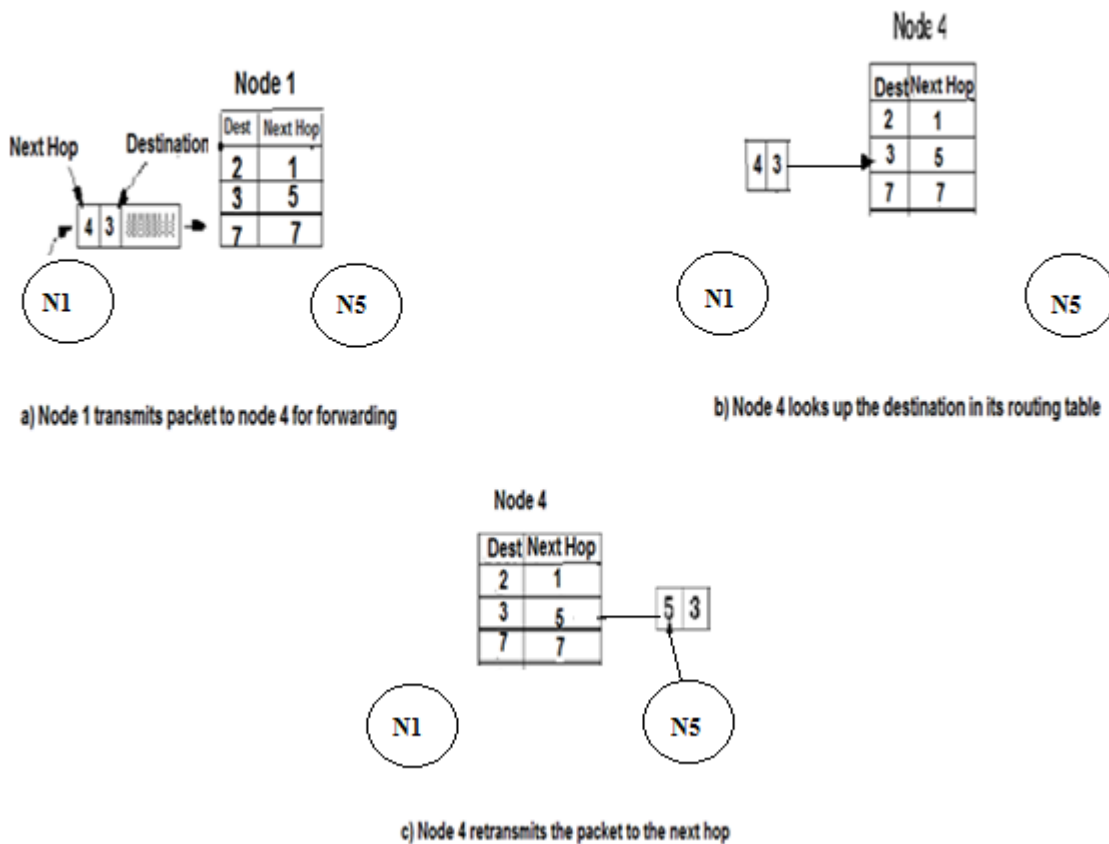 Node 1
Dest Next Hop
2 1
3 5
7 7
Next Hop Destination
4 3
N1 N5
a) Node 1 transmits packet to node 4 for forwarding
Node 4
Dest Next Hop
2 1
3 5
7 7
4 3
N1 N5
b) Node 4 looks up the destination in its routing table
Node 4
Dest Next Hop
2 1
3 5
7 7
5 3
N1 N5
c) Node 4 retransmits the packet to the next hop